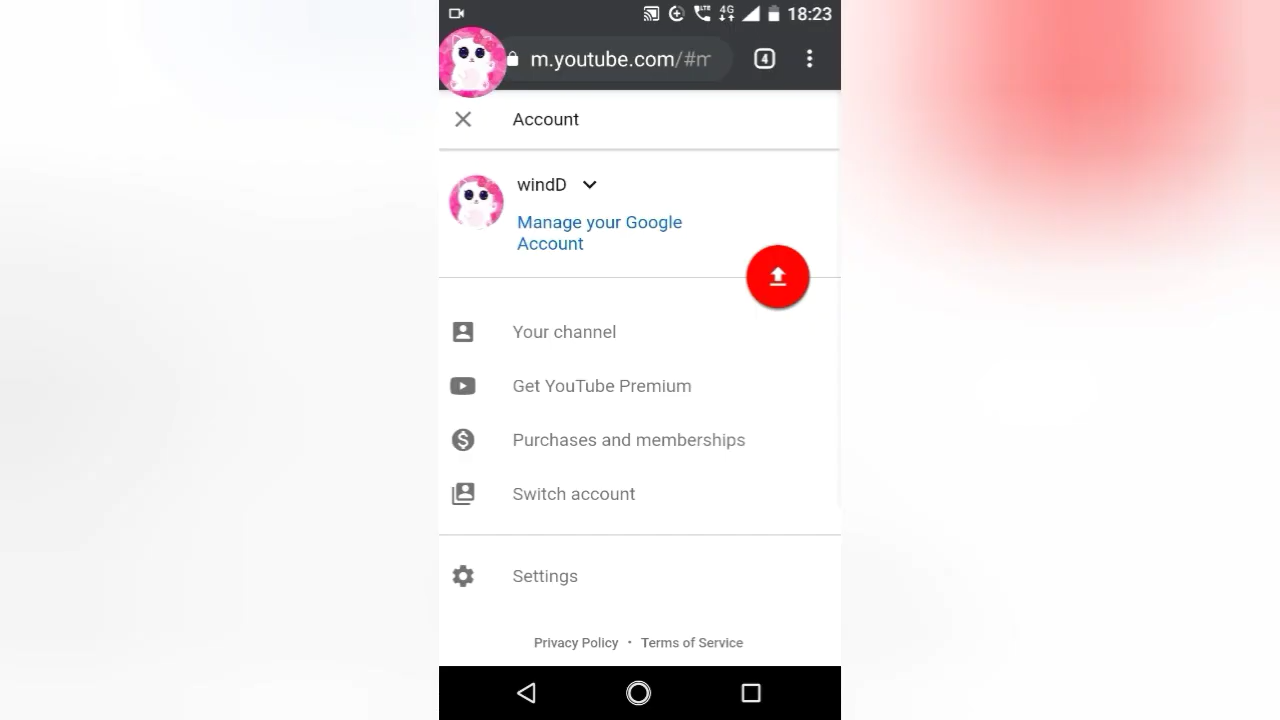 4G 18:23
m.youtube.com/#m
4
Account
windD
Manage your Google
Account
Your channel
Get YouTube Premium
Purchases and memberships
Switch account
Settings
Privacy Policy • Terms of Service